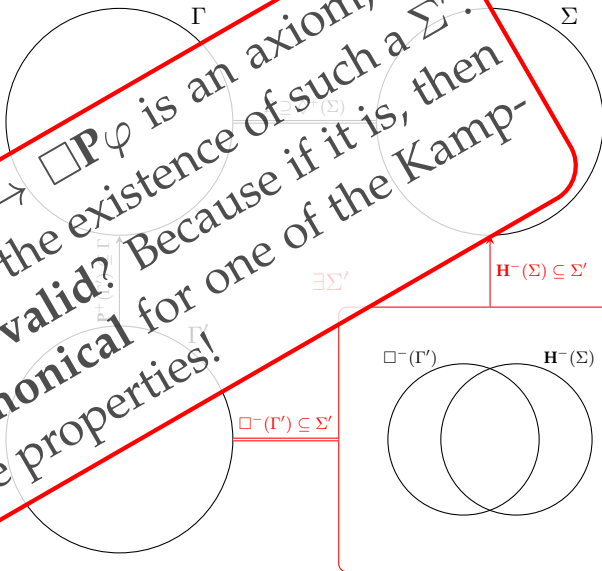 Γ
Σ
→ □Pφ is an axiom,
the existence of such a Σ′.
valid? Because if it is, then
nonical for one of the Kamp-
e properties!
H⁻(Σ) ⊆ Σ′
∃Σ′
Γ′
□⁻(Γ′)
H⁻(Σ)
□⁻(Γ′) ⊆ Σ′